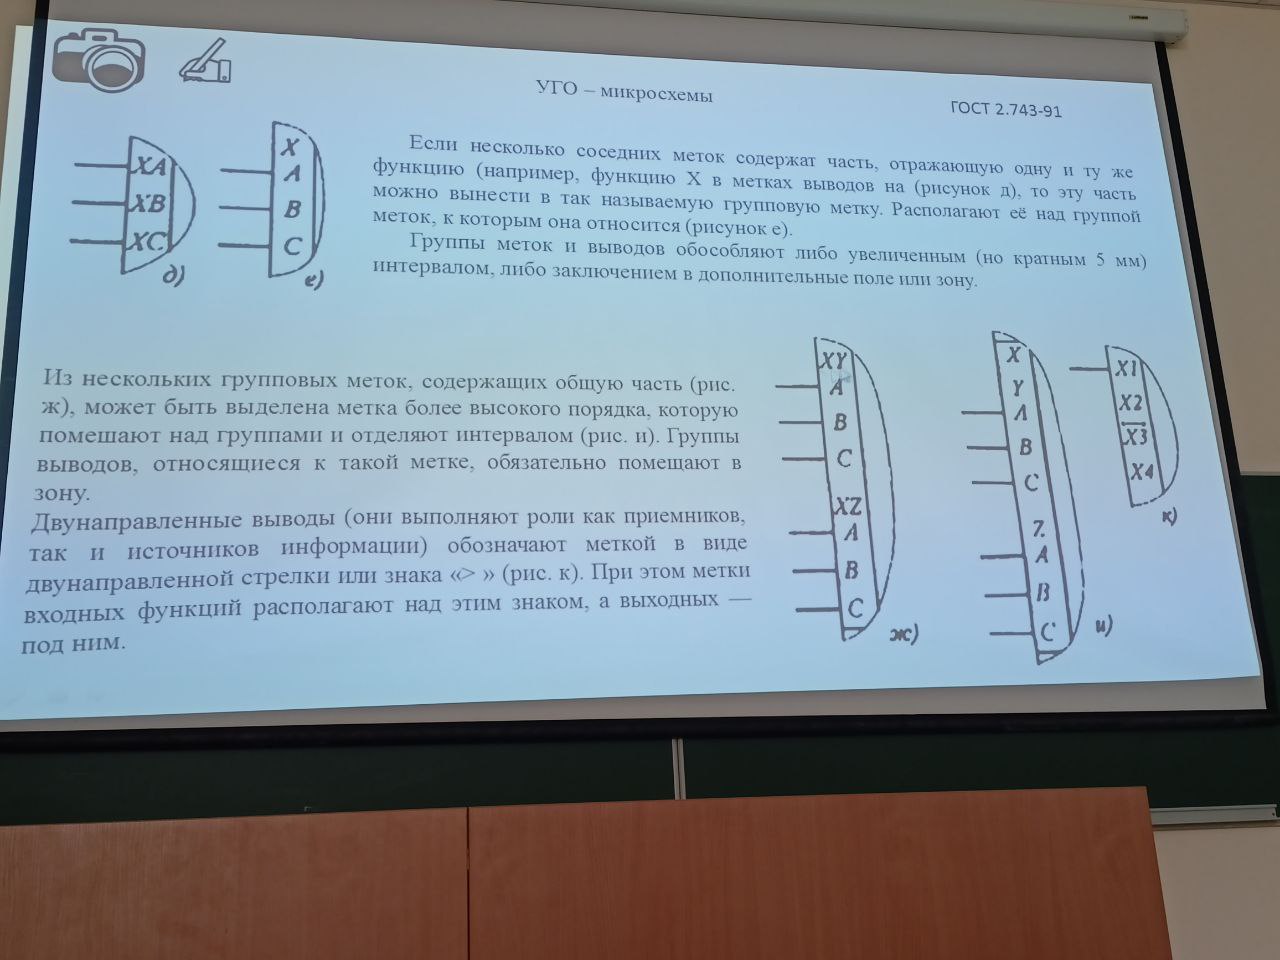 УГО – микросхемы
ГОСТ 2.743-91
Если несколько соседних меток содержат часть, отражающую одну и ту же
функцию (например, функцию X в метках выводов на (рисунок д), то эту часть
можно вынести в так называемую групповую метку. Располагают её над группой
меток, к которым она относится (рисунок е).
Группы меток и выводов обособляют либо увеличенным (но кратным 5 мм)
интервалом, либо заключением в дополнительные поле или зону.
XA
XB
XC
д)
X
A
B
C
е)
Из нескольких групповых меток, содержащих общую часть (рис.
ж), может быть выделена метка более высокого порядка, которую
помешают над группами и отделяют интервалом (рис. и). Группы
выводов, относящиеся к такой метке, обязательно помещают в
зону.
Двунаправленные выводы (они выполняют роли как приемников,
так и источников информации) обозначают меткой в виде
двунаправленной стрелки или знака «> » (рис. к). При этом метки
входных функций располагают над этим знаком, а выходных —
под ним.
XY
A
B
C
XZ
A
B
C
ж)
X
Y
A
B
C
Z
A
B
C
и)
X1
X2
X3
X4
к)